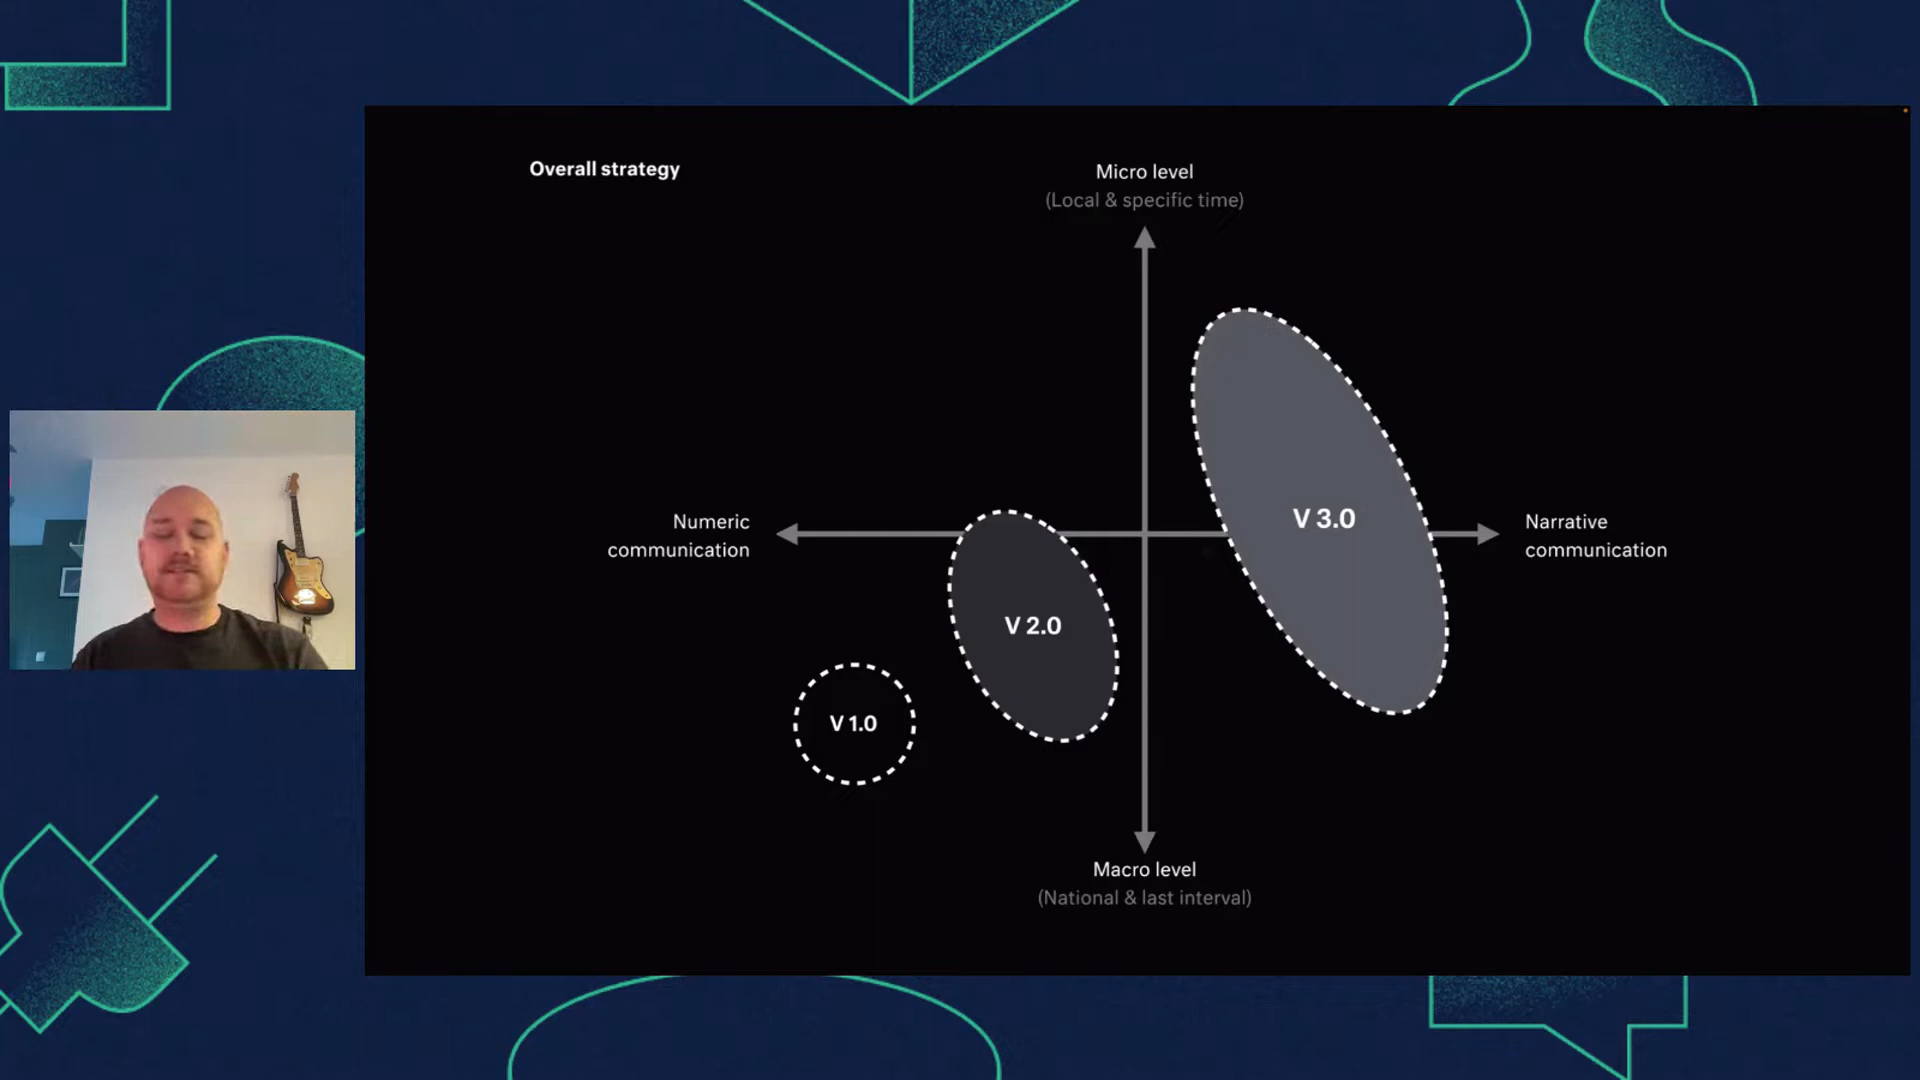 Overall strategy
Micro level
(Local & specific time)
Numeric
communication
Narrative
communication
V 3.0
V 2.0
V 1.0
Macro level
(National & last interval)